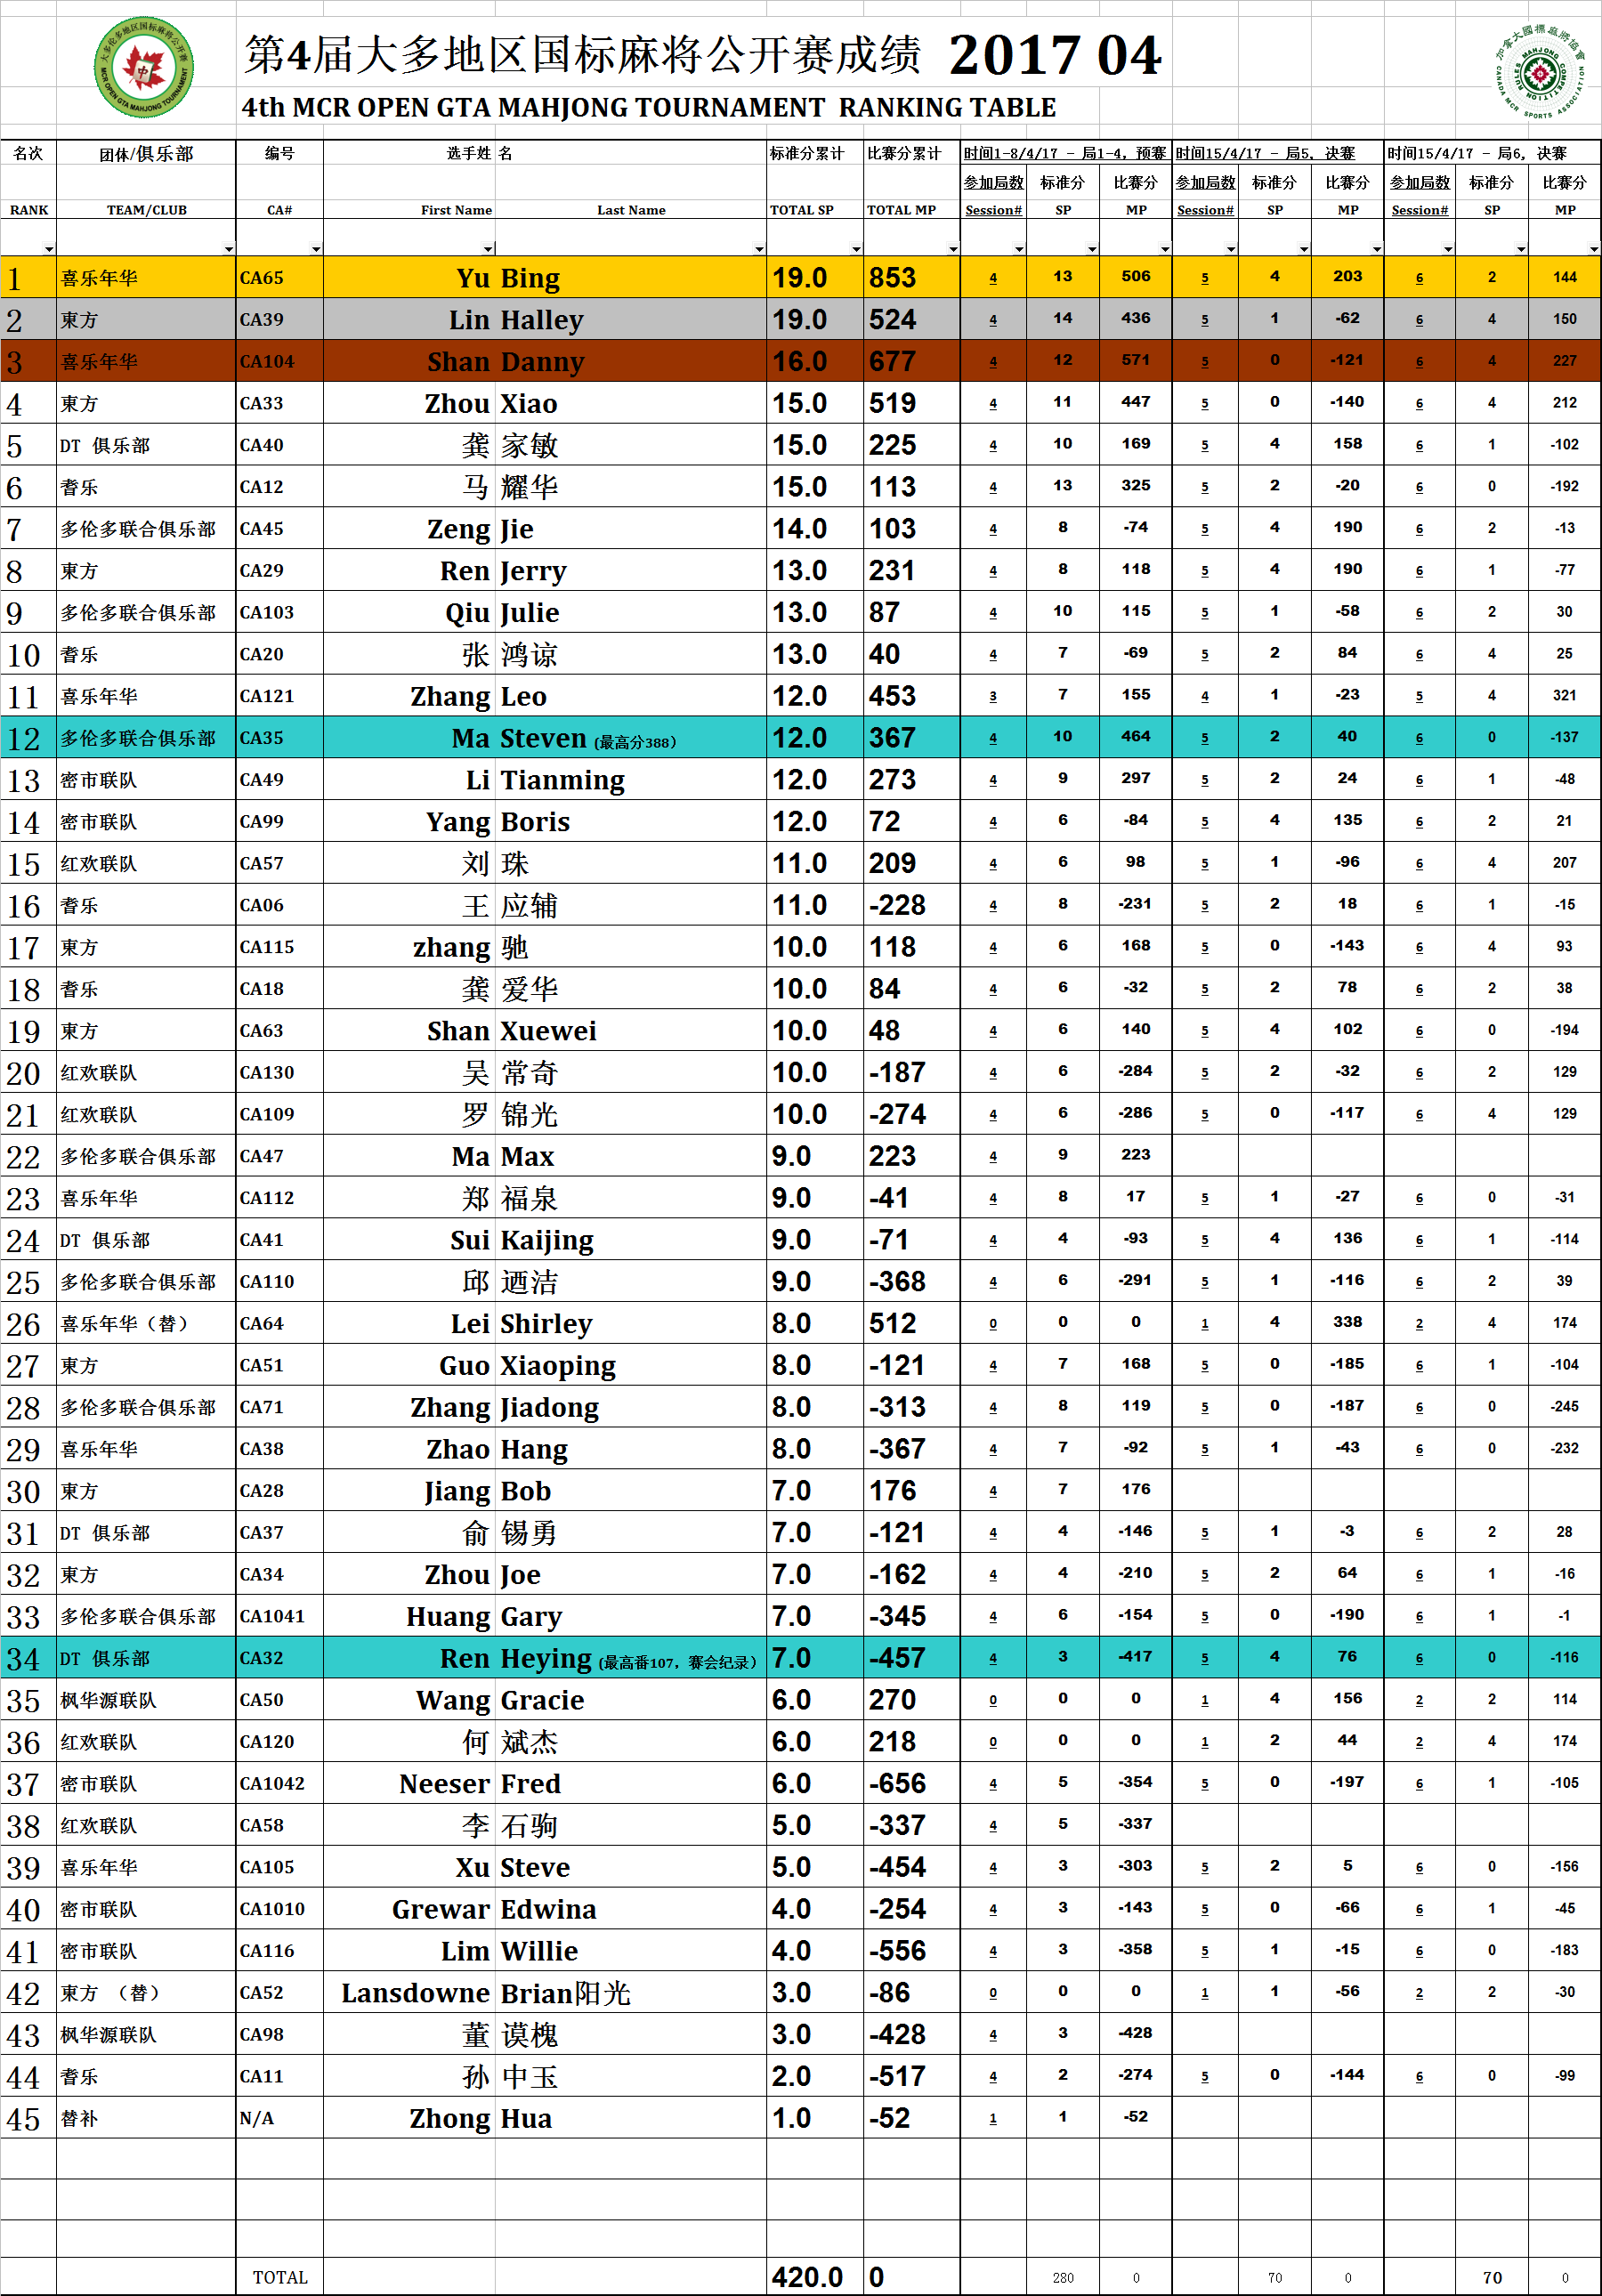 第4届大多地区国标麻将公开赛成绩 2017 04
4th MCR OPEN GTA MAHJONG TOURNAMENT RANKING TABLE
大多伦多地区国标麻将公开赛
MCR OPEN GTA MAHJONG TOURNAMENT
中
加拿大國標麻將協會
CANADA MCR SPORTS ASSOCIATION
MAHJONG COMPETITION RULES
名次 团体/俱乐部 编号 选手姓 名 标准分累计 比赛分累计 时间1-8/4/17 - 局1-4, 预赛 时间15/4/17 - 局5, 决赛 时间15/4/17 - 局6, 决赛
参加局数 标准分 比赛分 参加局数 标准分 比赛分 参加局数 标准分 比赛分
RANK TEAM/CLUB CA# First Name Last Name TOTAL SP TOTAL MP Session# SP MP Session# SP MP Session# SP MP
1 喜乐年华 CA65 Yu Bing 19.0 853 4 13 506 5 4 203 6 2 144
2 東方 CA39 Lin Halley 19.0 524 4 14 436 5 1 -62 6 4 150
3 喜乐年华 CA104 Shan Danny 16.0 677 4 12 571 5 0 -121 6 4 227
4 東方 CA33 Zhou Xiao 15.0 519 4 11 447 5 0 -140 6 4 212
5 DT 俱乐部 CA40 龚 家敏 15.0 225 4 10 169 5 4 158 6 1 -102
6 耆乐 CA12 马 耀华 15.0 113 4 13 325 5 2 -20 6 0 -192
7 多伦多联合俱乐部 CA45 Zeng Jie 14.0 103 4 8 -74 5 4 190 6 2 -13
8 東方 CA29 Ren Jerry 13.0 231 4 8 118 5 4 190 6 1 -77
9 多伦多联合俱乐部 CA103 Qiu Julie 13.0 87 4 10 115 5 1 -58 6 2 30
10 耆乐 CA20 张 鸿谅 13.0 40 4 7 -69 5 2 84 6 4 25
11 喜乐年华 CA121 Zhang Leo 12.0 453 3 7 155 4 1 -23 5 4 321
12 多伦多联合俱乐部 CA35 Ma Steven (最高分388) 12.0 367 4 10 464 5 2 40 6 0 -137
13 密市联队 CA49 Li Tianming 12.0 273 4 9 297 5 2 24 6 1 -48
14 密市联队 CA99 Yang Boris 12.0 72 4 6 -84 5 4 135 6 2 21
15 红欢联队 CA57 刘 珠 11.0 209 4 6 98 5 1 -96 6 4 207
16 耆乐 CA06 王 应辅 11.0 -228 4 8 -231 5 2 18 6 1 -15
17 東方 CA115 zhang 驰 10.0 118 4 6 168 5 0 -143 6 4 93
18 耆乐 CA18 龚 爱华 10.0 84 4 6 -32 5 2 78 6 2 38
19 東方 CA63 Shan Xuewei 10.0 48 4 6 140 5 4 102 6 0 -194
20 红欢联队 CA130 吴 常奇 10.0 -187 4 6 -284 5 2 -32 6 2 129
21 红欢联队 CA109 罗 锦光 10.0 -274 4 6 -286 5 0 -117 6 4 129
22 多伦多联合俱乐部 CA47 Ma Max 9.0 223 4 9 223
23 喜乐年华 CA112 郑 福泉 9.0 -41 4 8 17 5 1 -27 6 0 -31
24 DT 俱乐部 CA41 Sui Kaijing 9.0 -71 4 4 -93 5 4 136 6 1 -114
25 多伦多联合俱乐部 CA110 邱 迺洁 9.0 -368 4 6 -291 5 1 -116 6 2 39
26 喜乐年华（替） CA64 Lei Shirley 8.0 512 0 0 0 1 4 338 2 4 174
27 東方 CA51 Guo Xiaoping 8.0 -121 4 7 168 5 0 -185 6 1 -104
28 多伦多联合俱乐部 CA71 Zhang Jiadong 8.0 -313 4 8 119 5 0 -187 6 0 -245
29 喜乐年华 CA38 Zhao Hang 8.0 -367 4 7 -92 5 1 -43 6 0 -232
30 東方 CA28 Jiang Bob 7.0 176 4 7 176
31 DT 俱乐部 CA37 俞 锡勇 7.0 -121 4 4 -146 5 1 -3 6 2 28
32 東方 CA34 Zhou Joe 7.0 -162 4 4 -210 5 2 64 6 1 -16
33 多伦多联合俱乐部 CA1041 Huang Gary 7.0 -345 4 6 -154 5 0 -190 6 1 -1
34 DT 俱乐部 CA32 Ren Heying (最高番107，赛会纪录) 7.0 -457 4 3 -417 5 4 76 6 0 -116
35 枫华源联队 CA50 Wang Gracie 6.0 270 0 0 0 1 4 156 2 2 114
36 红欢联队 CA120 何 斌杰 6.0 218 0 0 0 1 2 44 2 4 174
37 密市联队 CA1042 Neeser Fred 6.0 -656 4 5 -354 5 0 -197 6 1 -105
38 红欢联队 CA58 李 石驹 5.0 -337 4 5 -337
39 喜乐年华 CA105 Xu Steve 5.0 -454 4 3 -303 5 2 5 6 0 -156
40 密市联队 CA1010 Grewar Edwina 4.0 -254 4 3 -143 5 0 -66 6 1 -45
41 密市联队 CA116 Lim Willie 4.0 -556 4 3 -358 5 1 -15 6 0 -183
42 東方 （替） CA52 Lansdowne Brian阳光 3.0 -86 0 0 0 1 1 -56 2 2 -30
43 枫华源联队 CA98 董 谟槐 3.0 -428 4 3 -428
44 耆乐 CA11 孙 中玉 2.0 -517 4 2 -274 5 0 -144 6 0 -99
45 替补 N/A Zhong Hua 1.0 -52 1 1 -52
TOTAL 420.0 0 280 0 70 0 70 0